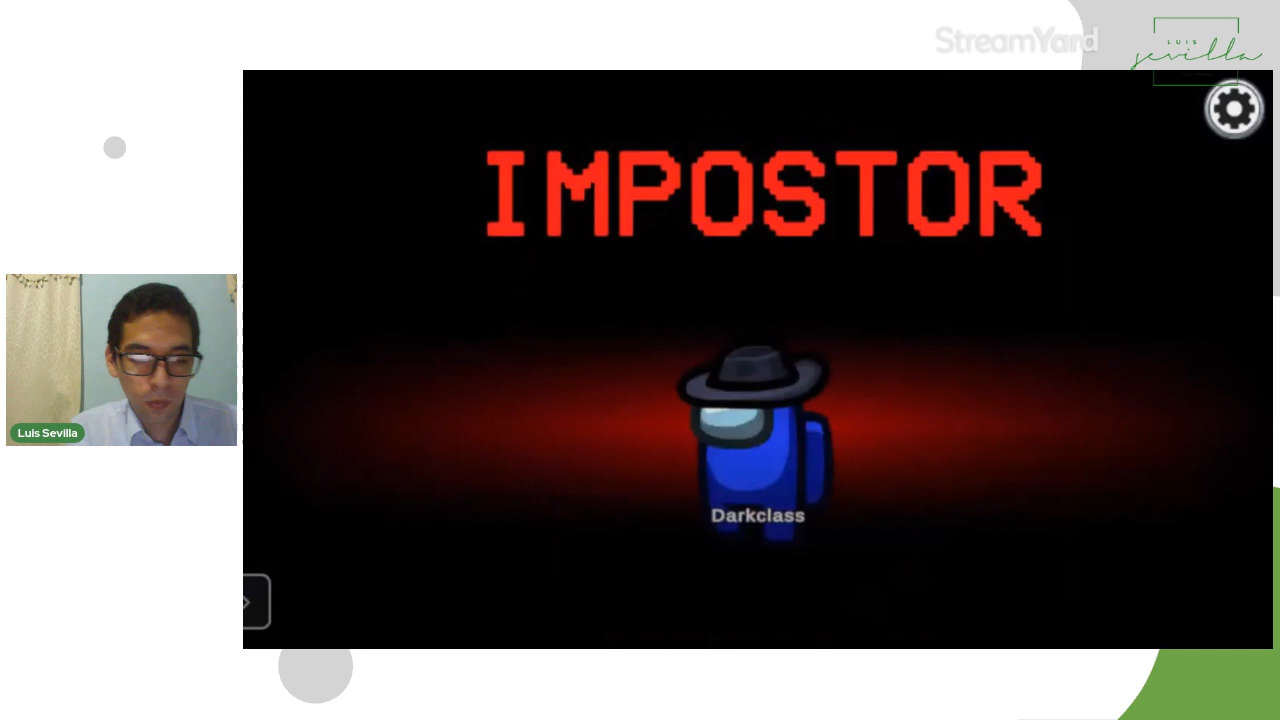 StreamYard
LUIS
sevilla
IMPOSTOR
Darkclass
Luis Sevilla